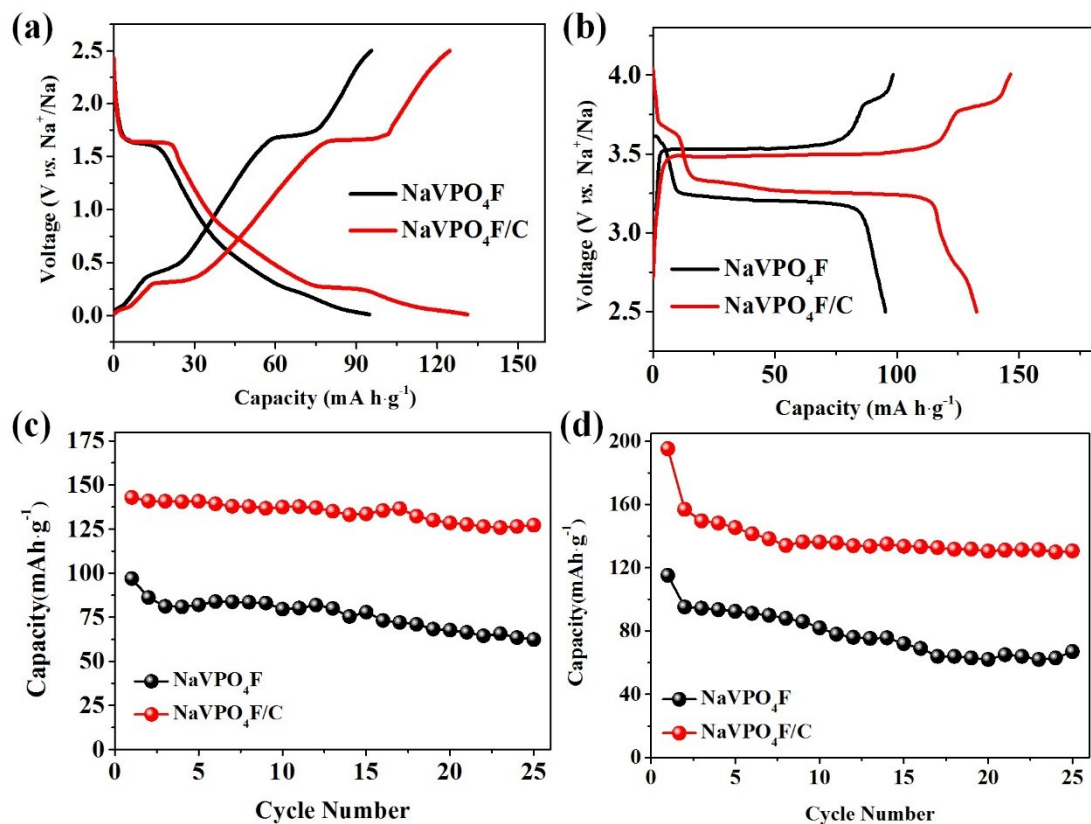 (a)
2.5
2.0
1.5
1.0
0.5
0.0
Voltage (V vs. Na⁺/Na)
NaVPO₄F
NaVPO₄F/C
0 30 60 90 120 150
Capacity (mA h·g⁻¹)
(b)
4.0
3.5
3.0
2.5
Voltage (V vs. Na⁺/Na)
NaVPO₄F
NaVPO₄F/C
0 50 100 150
Capacity (mA h·g⁻¹)
(c)
175
150
125
100
75
50
25
0
Capacity(mAh·g⁻¹)
NaVPO₄F
NaVPO₄F/C
0 5 10 15 20 25
Cycle Number
(d)
200
160
120
80
40
0
Capacity(mAh·g⁻¹)
NaVPO₄F
NaVPO₄F/C
0 5 10 15 20 25
Cycle Number